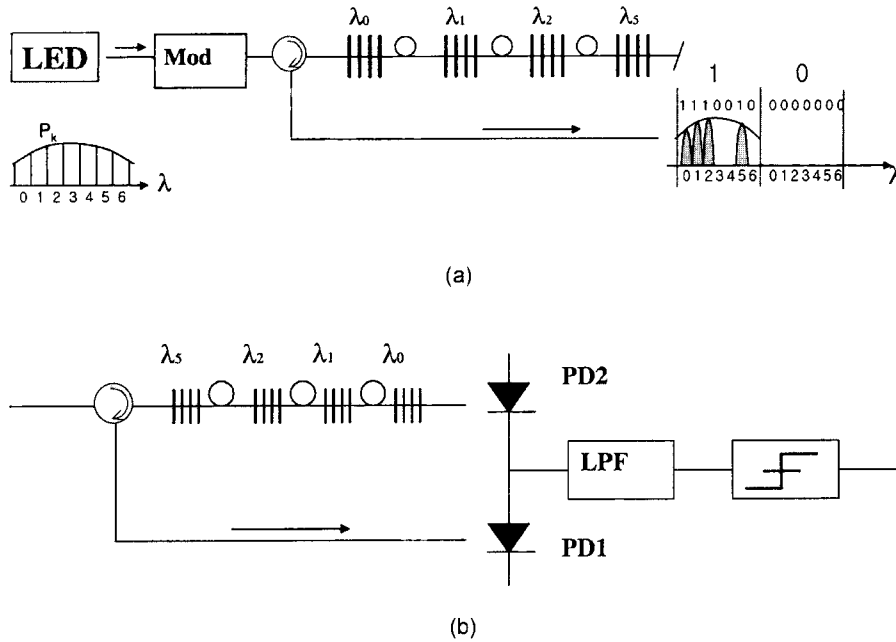 λ₀ λ₁ λ₂ λ₅
LED
Mod
1 0
1110010 0000000
Pₖ
λ
0 1 2 3 4 5 6
0123456 0123456
λ
(a)
λ₅ λ₂ λ₁ λ₀
PD2
LPF
PD1
(b)